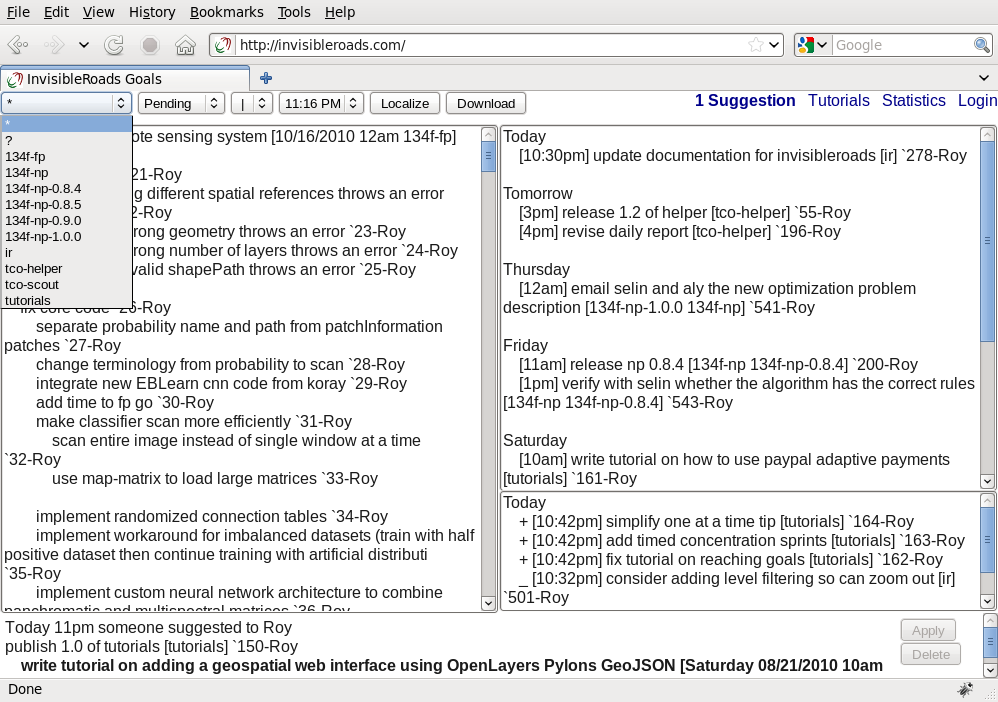 File Edit View History Bookmarks Tools Help
http://invisibleroads.com/
Google
InvisibleRoads Goals
* Pending | 11:16 PM Localize Download
1 Suggestion Tutorials Statistics Login
*
?
134f-fp
134f-np
134f-np-0.8.4
134f-np-0.8.5
134f-np-0.9.0
134f-np-1.0.0
ir
tco-helper
tco-scout
tutorials
ote sensing system [10/16/2010 12am 134f-fp]
21-Roy
g different spatial references throws an error
2-Roy
rong geometry throws an error `23-Roy
rong number of layers throws an error `24-Roy
valid shapePath throws an error `25-Roy
fix core code `26-Roy
separate probability name and path from patchInformation
patches `27-Roy
change terminology from probability to scan `28-Roy
integrate new EBLearn cnn code from koray `29-Roy
add time to fp go `30-Roy
make classifier scan more efficiently `31-Roy
scan entire image instead of single window at a time
`32-Roy
use map-matrix to load large matrices `33-Roy
implement randomized connection tables `34-Roy
implement workaround for imbalanced datasets (train with half
positive dataset then continue training with artificial distributi
`35-Roy
implement custom neural network architecture to combine
panchromatic and multispectral matrices `36-Roy
Today
[10:30pm] update documentation for invisibleroads [ir] `278-Roy
Tomorrow
[3pm] release 1.2 of helper [tco-helper] `55-Roy
[4pm] revise daily report [tco-helper] `196-Roy
Thursday
[12am] email selin and aly the new optimization problem
description [134f-np-1.0.0 134f-np] `541-Roy
Friday
[11am] release np 0.8.4 [134f-np 134f-np-0.8.4] `200-Roy
[1pm] verify with selin whether the algorithm has the correct rules
[134f-np 134f-np-0.8.4] `543-Roy
Saturday
[10am] write tutorial on how to use paypal adaptive payments
[tutorials] `161-Roy
Today
+ [10:42pm] simplify one at a time tip [tutorials] `164-Roy
+ [10:42pm] add timed concentration sprints [tutorials] `163-Roy
+ [10:42pm] fix tutorial on reaching goals [tutorials] `162-Roy
_ [10:32pm] consider adding level filtering so can zoom out [ir]
`501-Roy
Today 11pm someone suggested to Roy
publish 1.0 of tutorials [tutorials] `150-Roy
write tutorial on adding a geospatial web interface using OpenLayers Pylons GeoJSON [Saturday 08/21/2010 10am
Apply
Delete
Done